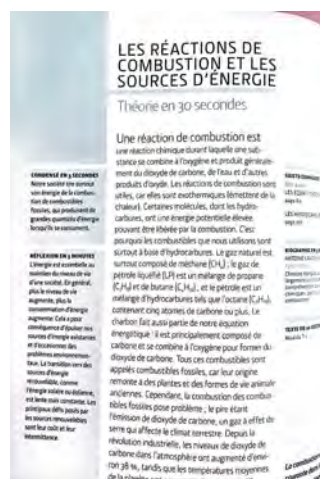 LES RÉACTIONS DE
COMBUSTION ET LES
SOURCES D'ÉNERGIE
Théorie en 30 secondes
Une réaction de combustion est
une réaction chimique durant laquelle une sub-
stance se combine à l'oxygène et produit générale-
ment du dioxyde de carbone, de l'eau et d'autres
produits d'oxyde. Les réactions de combustion sont
utiles, car elles sont exothermiques (émettent de la
chaleur). Certaines molécules, dont les hydro-
carbures, ont une énergie potentielle élevée
pouvant être libérée par la combustion. C'est
pourquoi les combustibles que nous utilisons sont
surtout à base d'hydrocarbures. Le gaz naturel est
surtout composé de méthane (CH₄) ; le gaz de
pétrole liquéfié (LP) est un mélange de propane
(C₃H₈) et de butane (C₄H₁₀), et le pétrole est un
mélange d'hydrocarbures tels que l'octane (C₈H₁₈),
contenant cinq atomes de carbone ou plus. Le
charbon fait aussi partie de notre équation
énergétique : il est principalement composé de
carbone et se combine à l'oxygène pour former du
dioxyde de carbone. Tous ces combustibles sont
appelés combustibles fossiles, car leur origine
remonte à des plantes et des formes de vie animale
anciennes. Cependant, la combustion des combus-
tibles fossiles pose problème ; le pire étant
l'émission de dioxyde de carbone, un gaz à effet de
serre qui affecte le climat terrestre. Depuis la
révolution industrielle, les niveaux de dioxyde de
carbone dans l'atmosphère ont augmenté d'envi-
ron 38 %, tandis que les températures moyennes
CONDENSÉ EN 3 SECONDES
Notre société tire surtout
son énergie de la combus-
tion de combustibles
fossiles, qui produisent de
grandes quantités d'énergie
lorsqu'ils se consument.
RÉFLEXION EN 3 MINUTES
L'énergie est essentielle au
maintien du niveau de vie
d'une société. En général,
plus le niveau de vie
augmente, plus la
consommation d'énergie
augmente. Cela a pour
conséquence d'épuiser nos
sources d'énergie existantes
et d'occasionner des
problèmes environnemen-
taux. La transition vers des
sources d'énergie
renouvelable, comme
l'énergie solaire ou éolienne,
est lente mais constante. Les
principaux défis posés par
les sources renouvelables
sont leur coût et leur
intermittence.